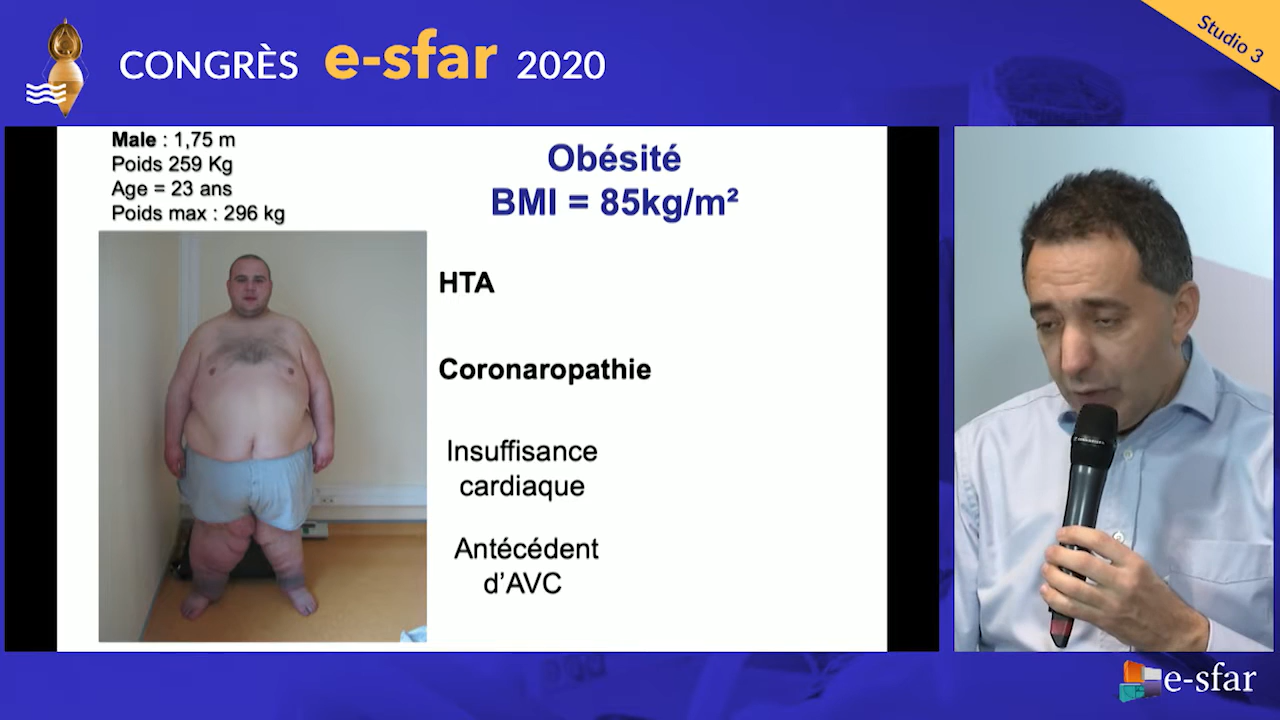 CONGRÈS e-sfar 2020
Studio 3
Male : 1,75 m
Poids 259 Kg
Age = 23 ans
Poids max : 296 kg
Obésité
BMI = 85kg/m²
HTA
Coronaropathie
Insuffisance
cardiaque
Antécédent
d'AVC
e-sfar